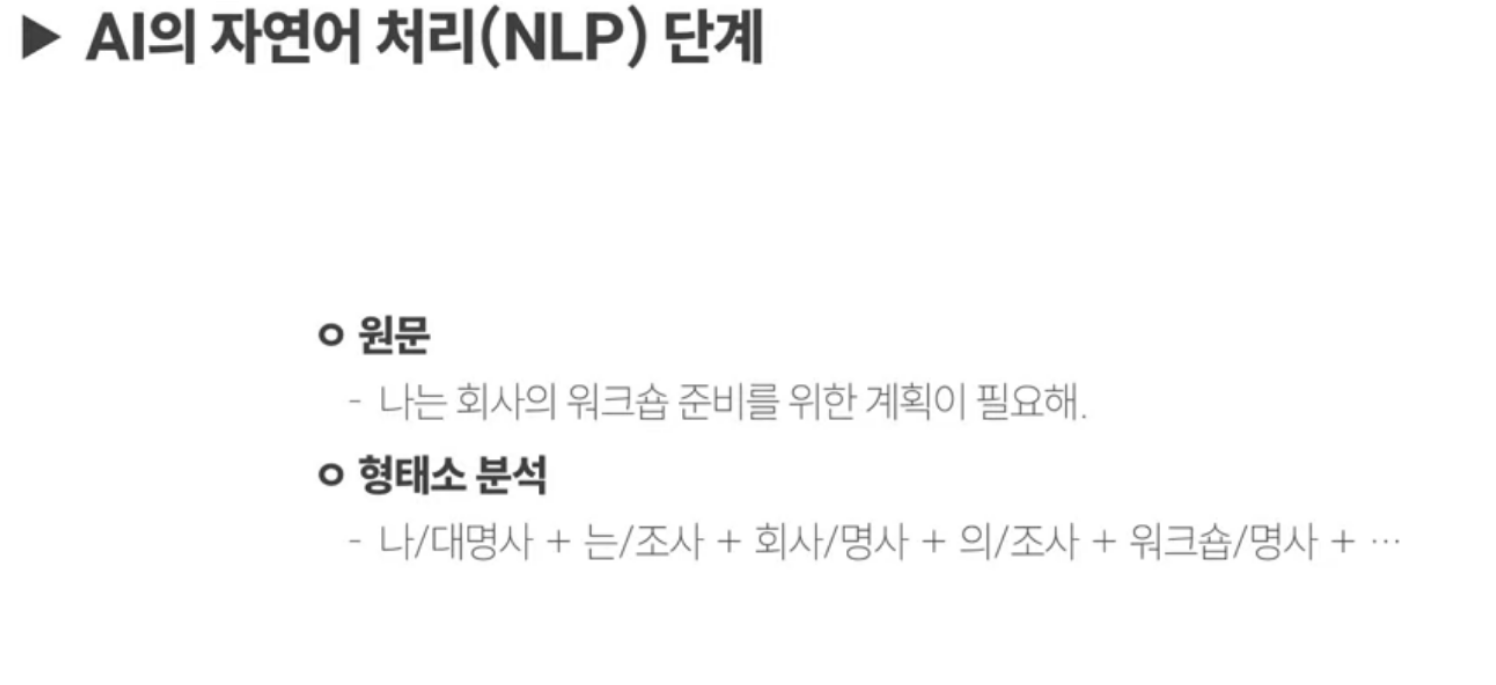 ▶ AI의 자연어 처리(NLP) 단계
ㅇ 원문
- 나는 회사의 워크숍 준비를 위한 계획이 필요해.
ㅇ 형태소 분석
- 나/대명사 + 는/조사 + 회사/명사 + 의/조사 + 워크숍/명사 + …